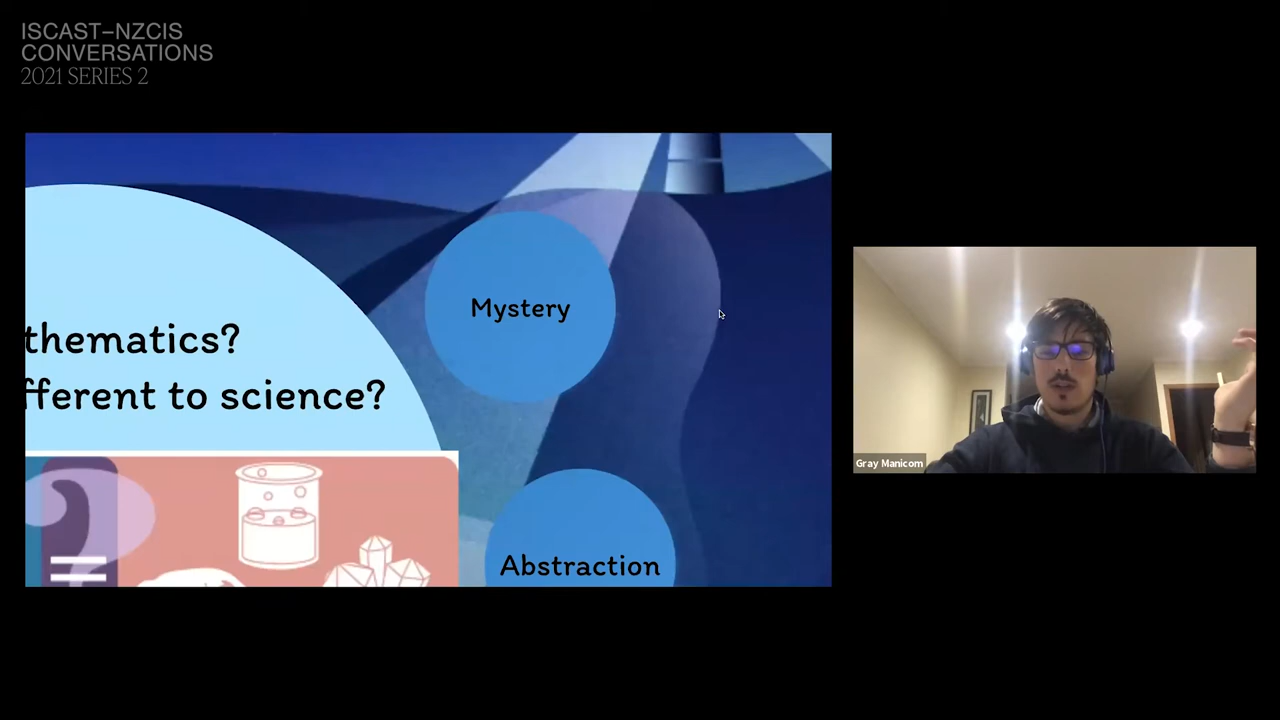 ISCAST–NZCIS
CONVERSATIONS
2021 SERIES 2
thematics?
fferent to science?
Mystery
Abstraction
Gray Manicom